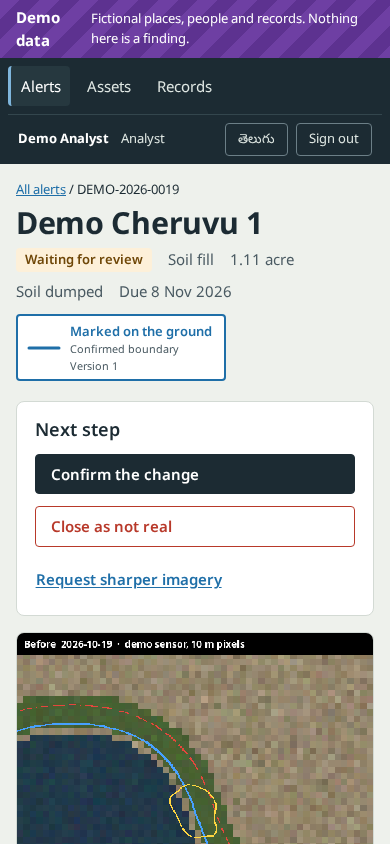 Demo data
Fictional places, people and records. Nothing here is a finding.
Alerts Assets Records
Demo Analyst Analyst తెలుగు Sign out
All alerts / DEMO-2026-0019
Demo Cheruvu 1
Waiting for review Soil fill 1.11 acre
Soil dumped Due 8 Nov 2026
Marked on the ground
Confirmed boundary
Version 1
Next step
Confirm the change
Close as not real
Request sharper imagery
Before 2026-10-19 · demo sensor, 10 m pixels